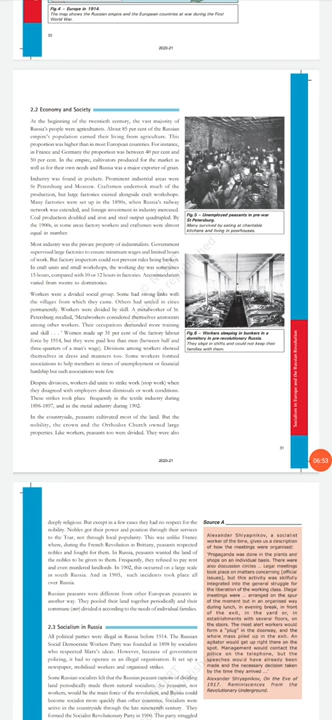 Fig.4 – Europe in 1914.
The map shows the Russian empire and the European countries at war during the First
World War.
2020-21
2.2 Economy and Society
At the beginning of the twentieth century, the vast majority of
Russia's people were agriculturists. About 85 per cent of the Russian
empire's population earned their living from agriculture. This
proportion was higher than in most European countries. For instance,
in France and Germany the proportion was between 40 per cent and
50 per cent. In the empire, cultivators produced for the market as
well as for their own needs and Russia was a major exporter of grain.
Industry was found in pockets. Prominent industrial areas were
St Petersburg and Moscow. Craftsmen undertook much of the
production, but large factories existed alongside craft workshops.
Many factories were set up in the 1890s, when Russia's railway
network was extended, and foreign investment in industry increased.
Coal production doubled and iron and steel output quadrupled. By
the 1900s, in some areas factory workers and craftsmen were almost
equal in number.
Most industry was the private property of industrialists. Government
supervised large factories to ensure minimum wages and limited hours
of work. But factory inspectors could not prevent rules being broken.
In craft units and small workshops, the working day was sometimes
15 hours, compared with 10 or 12 hours in factories. Accommodation
varied from rooms to dormitories.
Workers were a divided social group. Some had strong links with
the villages from which they came. Others had settled in cities
permanently. Workers were divided by skill. A metalworker of St.
Petersburg recalled, 'Metalworkers considered themselves aristocrats
among other workers. Their occupations demanded more training
and skill . . .' Women made up 31 per cent of the factory labour
force by 1914, but they were paid less than men (between half and
three-quarters of a man's wage). Divisions among workers showed
themselves in dress and manners too. Some workers formed
associations to help members in times of unemployment or financial
hardship but such associations were few.
Despite divisions, workers did unite to strike work (stop work) when
they disagreed with employers about dismissals or work conditions.
These strikes took place frequently in the textile industry during
1896-1897, and in the metal industry during 1902.
In the countryside, peasants cultivated most of the land. But the
nobility, the crown and the Orthodox Church owned large
properties. Like workers, peasants too were divided. They were also
Fig.5 – Unemployed peasants in pre-war
St Petersburg.
Many survived by eating at charitable
kitchens and living in poorhouses.
Fig.6 – Workers sleeping in bunkers in a
dormitory in pre-revolutionary Russia.
They slept in shifts and could not keep their
families with them.
Socialism in Europe and the Russian Revolution
2020-21
06:53
deeply religious. But except in a few cases they had no respect for the
nobility. Nobles got their power and position through their services
to the Tsar, not through local popularity. This was unlike France
where, during the French Revolution in Brittany, peasants respected
nobles and fought for them. In Russia, peasants wanted the land of
the nobles to be given to them. Frequently, they refused to pay rent
and even murdered landlords. In 1902, this occurred on a large scale
in south Russia. And in 1905, such incidents took place all
over Russia.
Russian peasants were different from other European peasants in
another way. They pooled their land together periodically and their
commune (mir) divided it according to the needs of individual families.
2.3 Socialism in Russia
All political parties were illegal in Russia before 1914. The Russian
Social Democratic Workers Party was founded in 1898 by socialists
who respected Marx's ideas. However, because of government
policing, it had to operate as an illegal organisation. It set up a
newspaper, mobilised workers and organised strikes.
Some Russian socialists felt that the Russian peasant custom of dividing
land periodically made them natural socialists. So peasants, not
workers, would be the main force of the revolution, and Russia could
become socialist more quickly than other countries. Socialists were
active in the countryside through the late nineteenth century. They
formed the Socialist Revolutionary Party in 1900. This party struggled
Source A
Alexander Shlyapnikov, a socialist
worker of the time, gives us a description
of how the meetings were organised:
'Propaganda was done in the plants and
shops on an individual basis. There were
also discussion circles … Legal meetings
took place on matters concerning [official
issues], but this activity was skillfully
integrated into the general struggle for
the liberation of the working class. Illegal
meetings were … arranged on the spur
of the moment but in an organised way
during lunch, in evening break, in front
of the exit, in the yard or, in
establishments with several floors, on
the stairs. The most alert workers would
form a "plug" in the doorway, and the
whole mass piled up in the exit. An
agitator would get up right there on the
spot. Management would contact the
police on the telephone, but the
speeches would have already been
made and the necessary decision taken
by the time they arrived ...'
Alexander Shlyapnikov, On the Eve of
1917. Reminiscences from the
Revolutionary Underground.